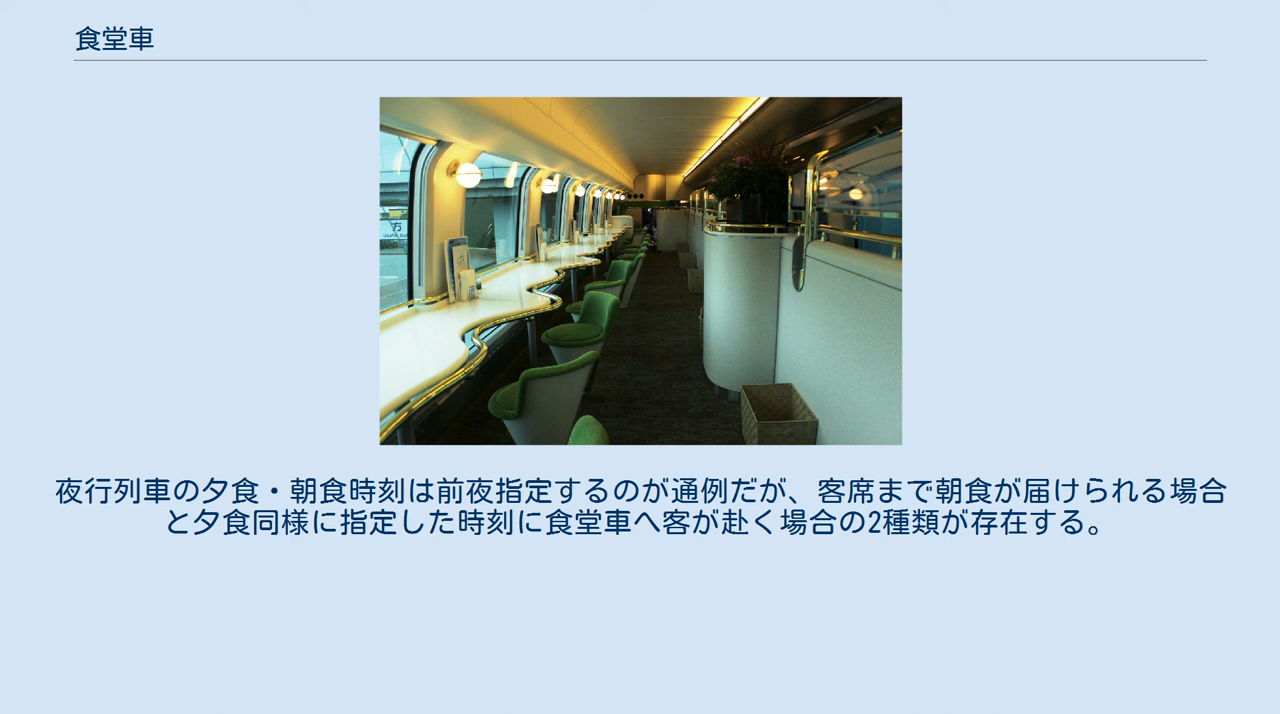 食堂車
方
夜行列車の夕食・朝食時刻は前夜指定するのが通例だが、客席まで朝食が届けられる場合
と夕食同様に指定した時刻に食堂車へ客が赴く場合の2種類が存在する。